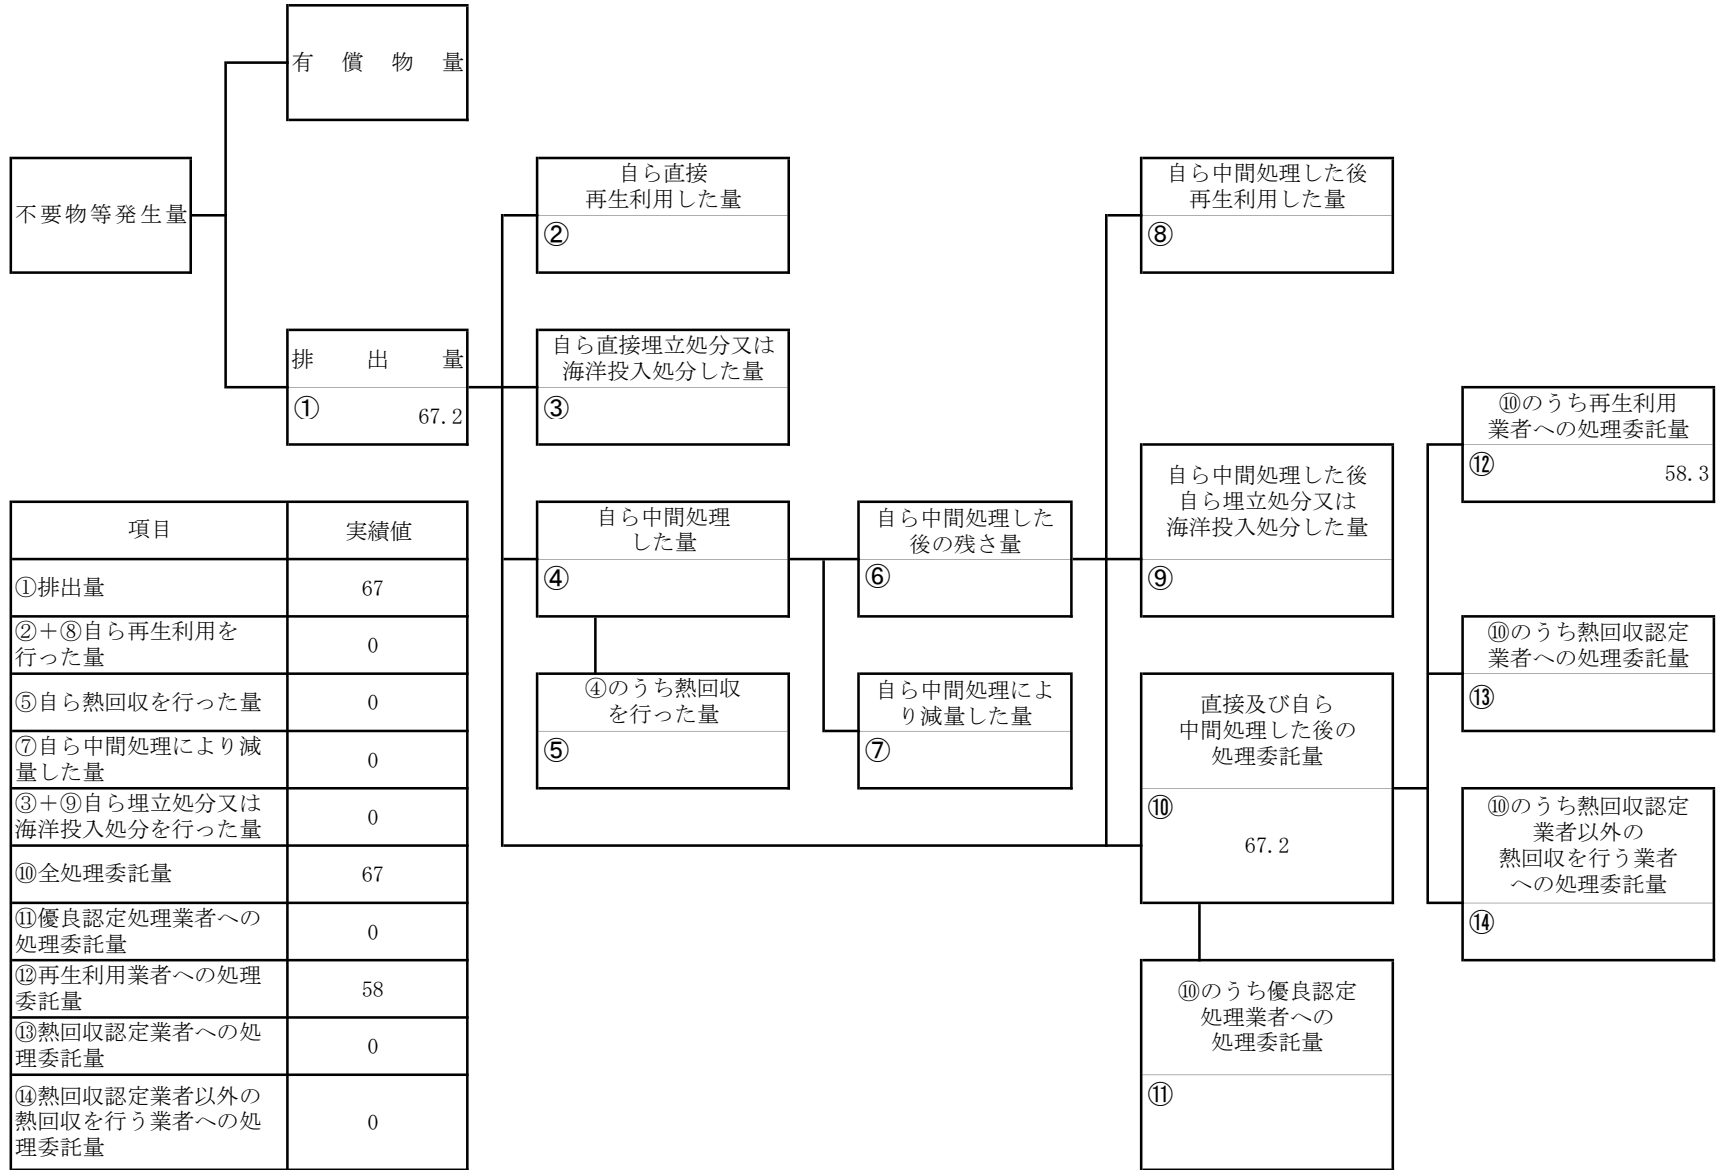 有償物量
不要物等発生量
自ら直接
再生利用した量
②
自ら中間処理した後
再生利用した量
⑧
排出量
①
67.2
自ら直接埋立処分又は
海洋投入処分した量
③
⑩のうち再生利用
業者への処理委託量
⑫
58.3
自ら中間処理
した量
④
自ら中間処理した
後の残さ量
⑥
自ら中間処理した後
自ら埋立処分又は
海洋投入処分した量
⑨
⑩のうち熱回収認定
業者への処理委託量
⑬
④のうち熱回収
を行った量
⑤
自ら中間処理によ
り減量した量
⑦
直接及び自ら
中間処理した後の
処理委託量
⑩
67.2
⑩のうち熱回収認定
業者以外の
熱回収を行う業者
への処理委託量
⑭
⑩のうち優良認定
処理業者への
処理委託量
⑪
項目 実績値
①排出量 67
②＋⑧自ら再生利用を
行った量 0
⑤自ら熱回収を行った量 0
⑦自ら中間処理により減
量した量 0
③＋⑨自ら埋立処分又は
海洋投入処分を行った量 0
⑩全処理委託量 67
⑪優良認定処理業者への
処理委託量 0
⑫再生利用業者への処理
委託量 58
⑬熱回収認定業者への処
理委託量 0
⑭熱回収認定業者以外の
熱回収を行う業者への処
理委託量 0